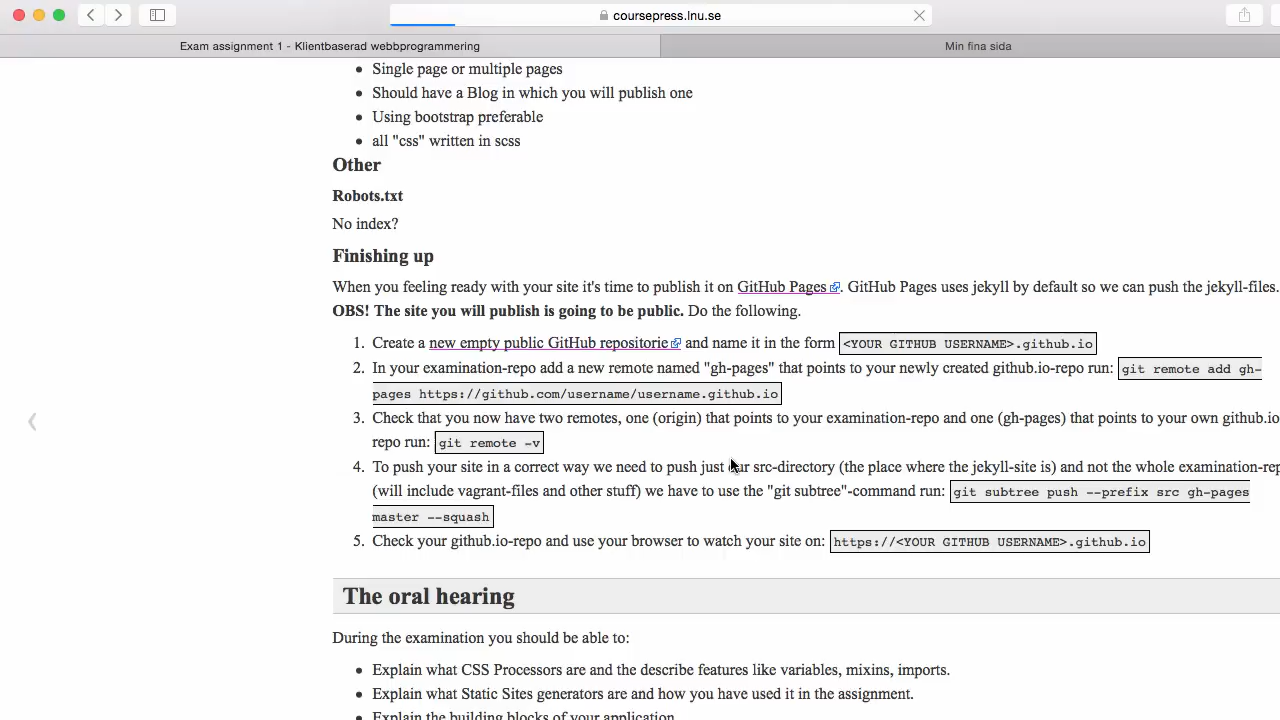 coursepress.lnu.se
Exam assignment 1 - Klientbaserad webbprogrammering
Min fina sida
Single page or multiple pages
Should have a Blog in which you will publish one
Using bootstrap preferable
all "css" written in scss
Other
Robots.txt
No index?
Finishing up
When you feeling ready with your site it's time to publish it on GitHub Pages. GitHub Pages uses jekyll by default so we can push the jekyll-files.
OBS! The site you will publish is going to be public. Do the following.
1. Create a new empty public GitHub repositorie and name it in the form <YOUR GITHUB USERNAME>.github.io
2. In your examination-repo add a new remote named "gh-pages" that points to your newly created github.io-repo run: git remote add gh-
pages https://github.com/username/username.github.io
3. Check that you now have two remotes, one (origin) that points to your examination-repo and one (gh-pages) that points to your own github.io
repo run: git remote -v
4. To push your site in a correct way we need to push just our src-directory (the place where the jekyll-site is) and not the whole examination-rep
(will include vagrant-files and other stuff) we have to use the "git subtree"-command run: git subtree push --prefix src gh-pages
master --squash
5. Check your github.io-repo and use your browser to watch your site on: https://<YOUR GITHUB USERNAME>.github.io
The oral hearing
During the examination you should be able to:
Explain what CSS Processors are and the describe features like variables, mixins, imports.
Explain what Static Sites generators are and how you have used it in the assignment.
Explain the building blocks of your application.